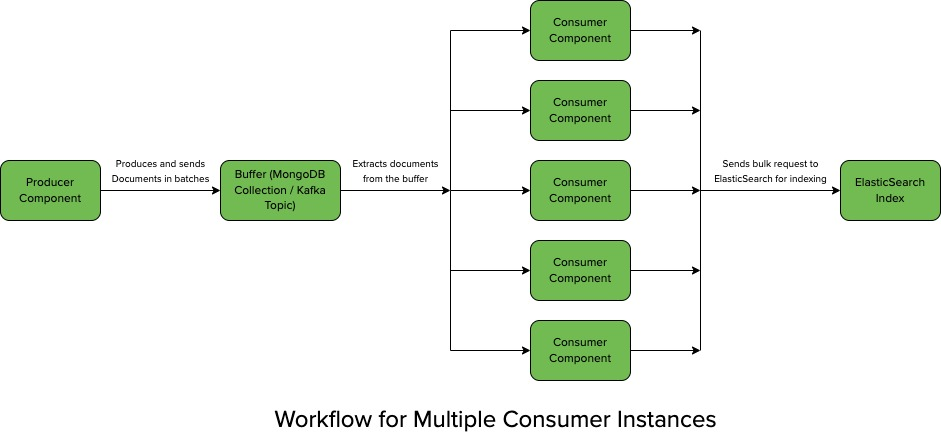 Consumer
Component
Consumer
Component
Producer
Component
Produces and sends
Documents in batches
Buffer (MongoDB
Collection / Kafka
Topic)
Extracts documents
from the buffer
Consumer
Component
Sends bulk request to
ElasticSearch for indexing
ElasticSearch
Index
Consumer
Component
Consumer
Component
Workflow for Multiple Consumer Instances